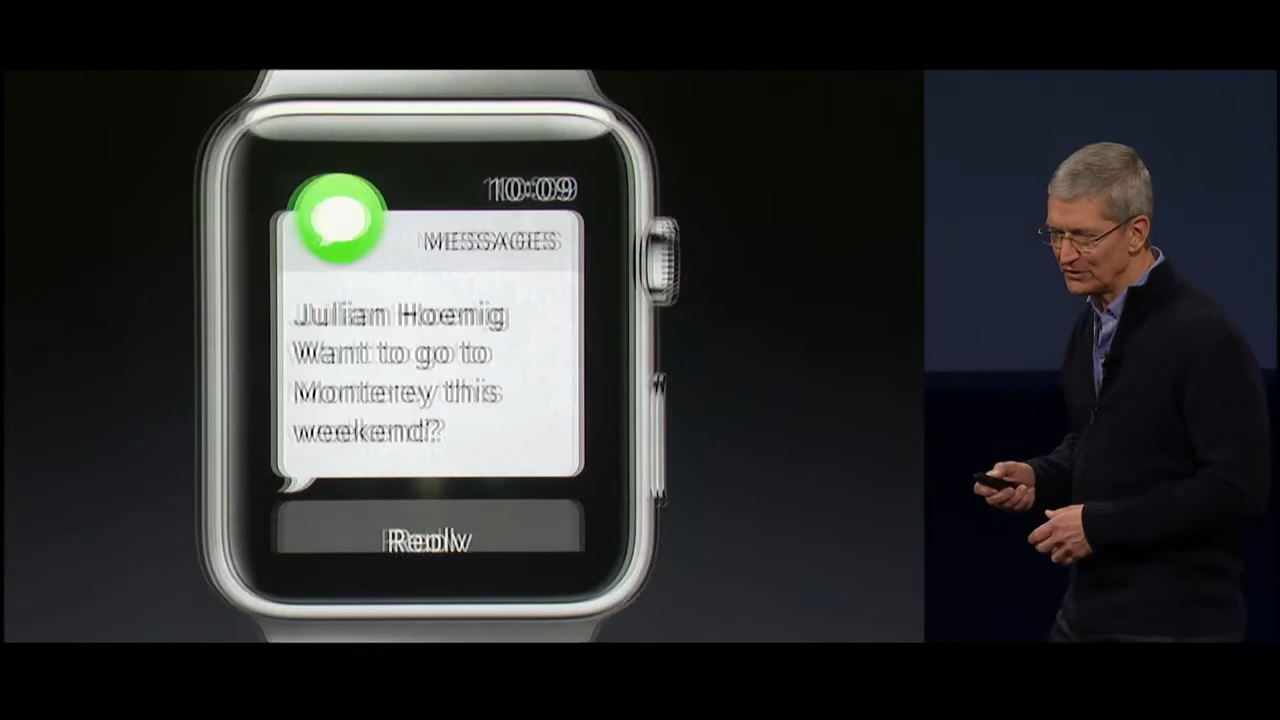 10:09
MESSAGES
Julian Hoenig
Want to go to
Monterey this
weekend?
Reply